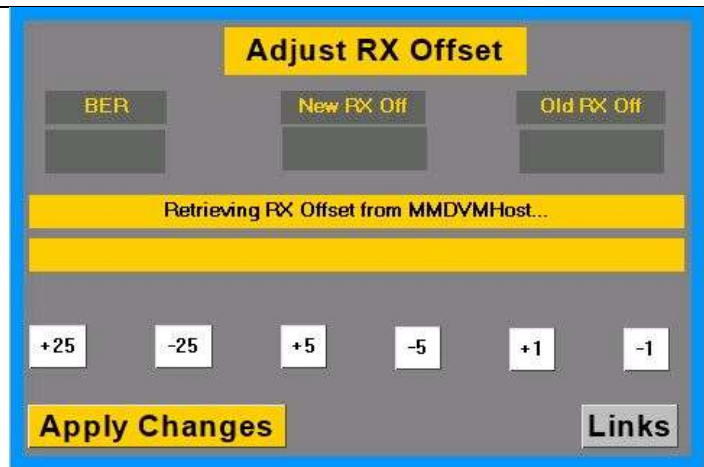 Adjust RX Offset
BER New RX Off Old RX Off
Retrieving RX Offset from MMDVMHost...
+25 -25 +5 -5 +1 -1
Apply Changes Links